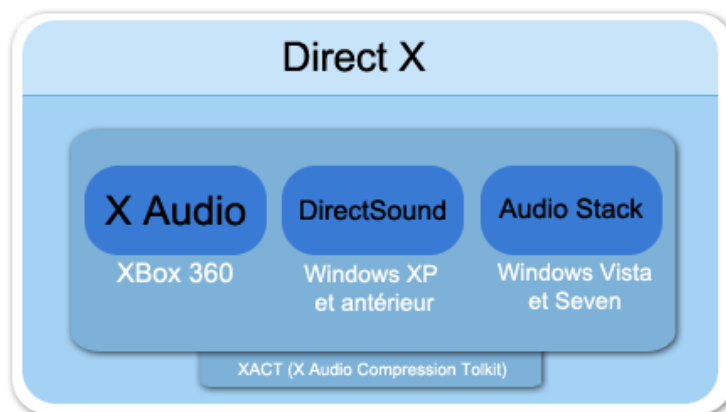 Direct X
X Audio
DirectSound
Audio Stack
XBox 360
Windows XP
et antérieur
Windows Vista
et Seven
XACT (X Audio Compression Tolkit)